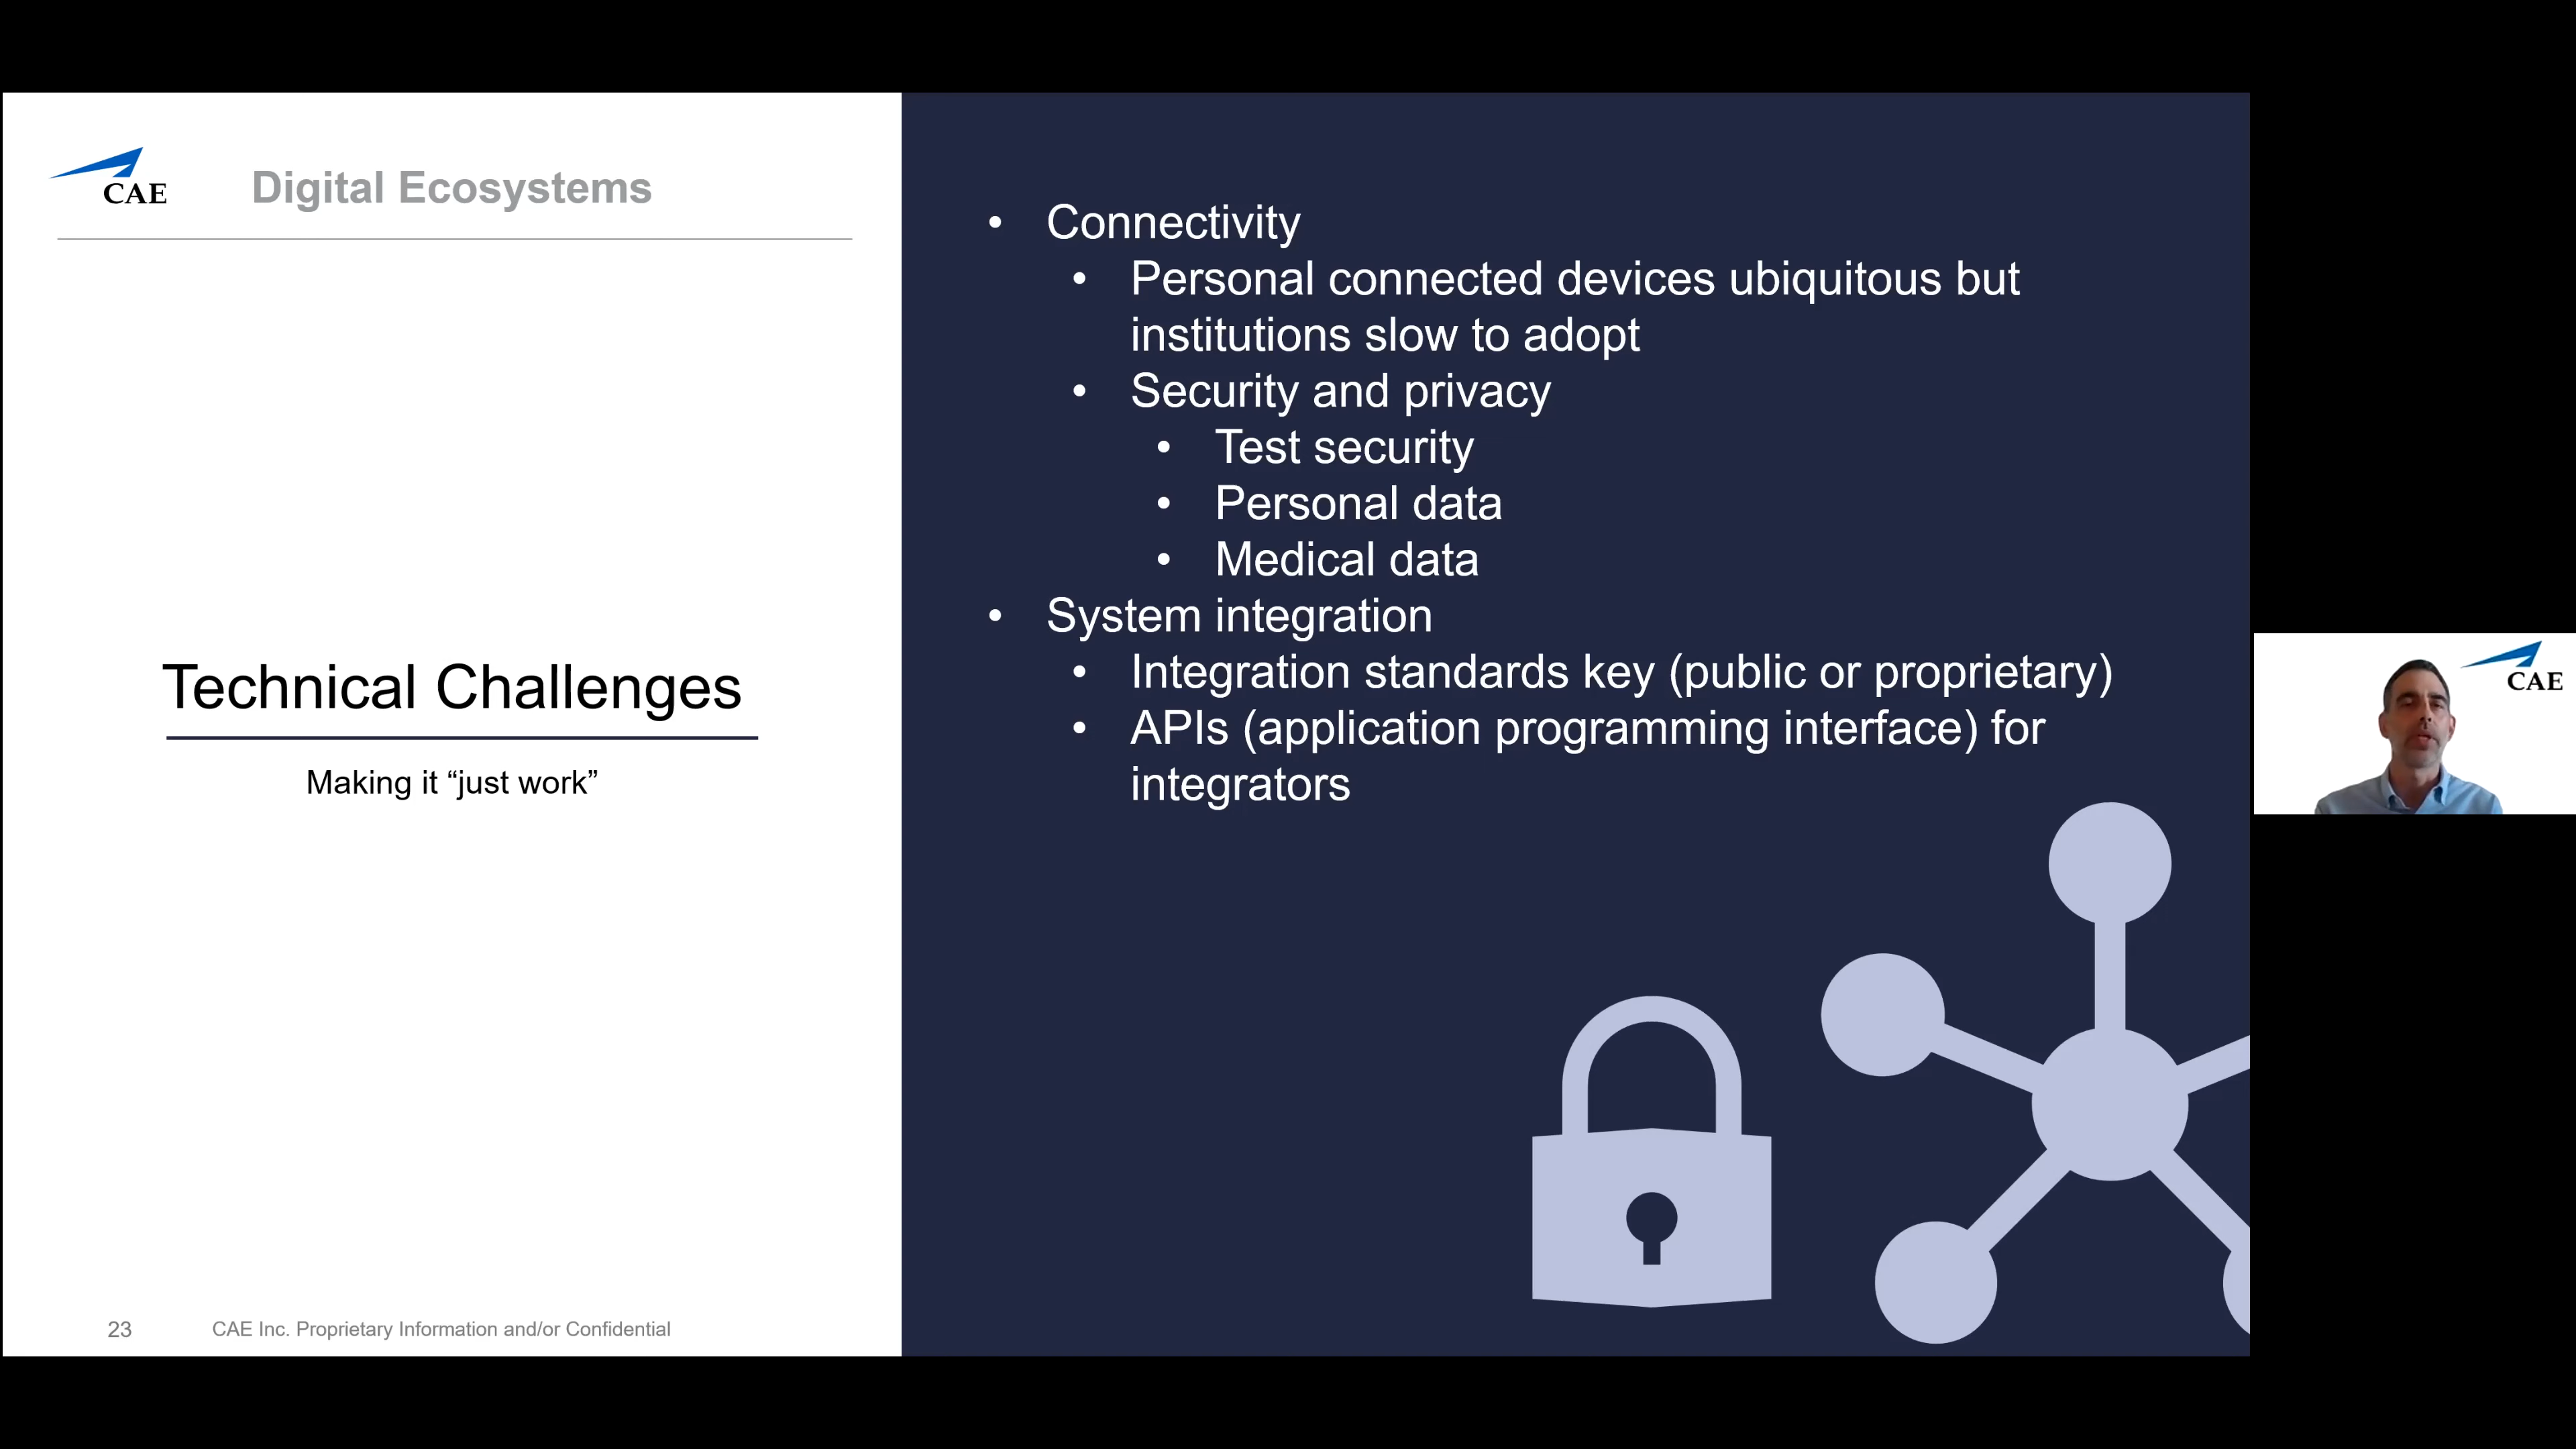 CAE
Digital Ecosystems
Technical Challenges
Making it “just work”
23
CAE Inc. Proprietary Information and/or Confidential
• Connectivity
• Personal connected devices ubiquitous but
institutions slow to adopt
• Security and privacy
• Test security
• Personal data
• Medical data
• System integration
• Integration standards key (public or proprietary)
• APIs (application programming interface) for
integrators
CAE